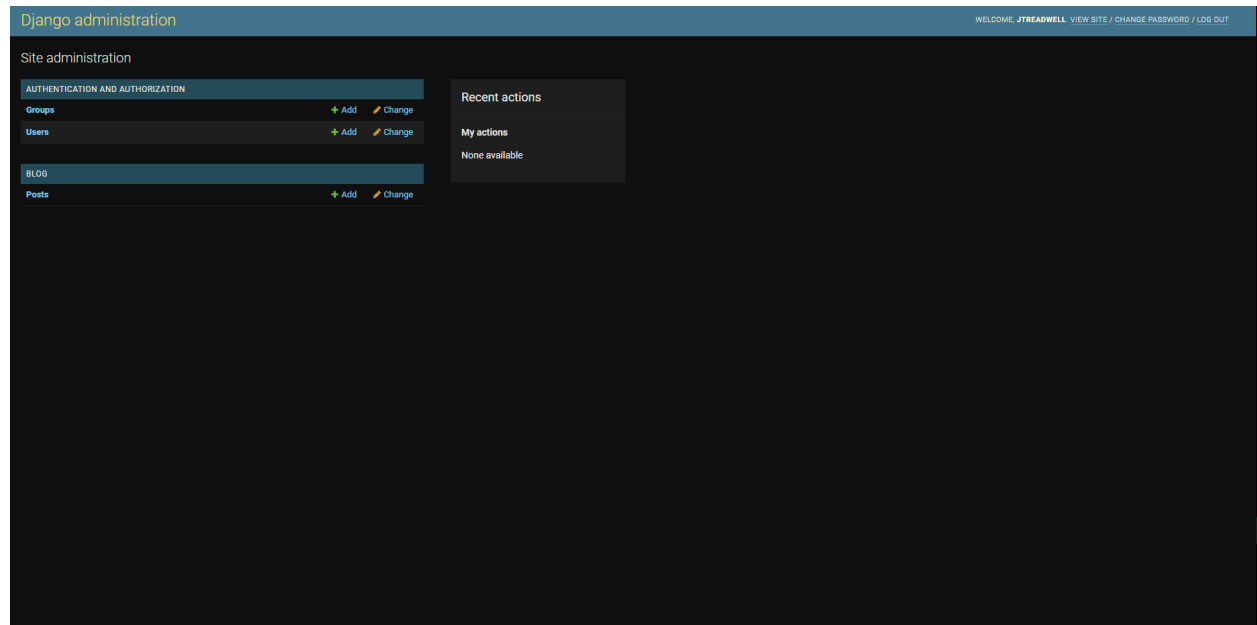 Django administration
WELCOME, JTREADWELL. VIEW SITE / CHANGE PASSWORD / LOG OUT
Site administration
AUTHENTICATION AND AUTHORIZATION
Groups + Add Change
Users + Add Change
BLOG
Posts + Add Change
Recent actions
My actions
None available